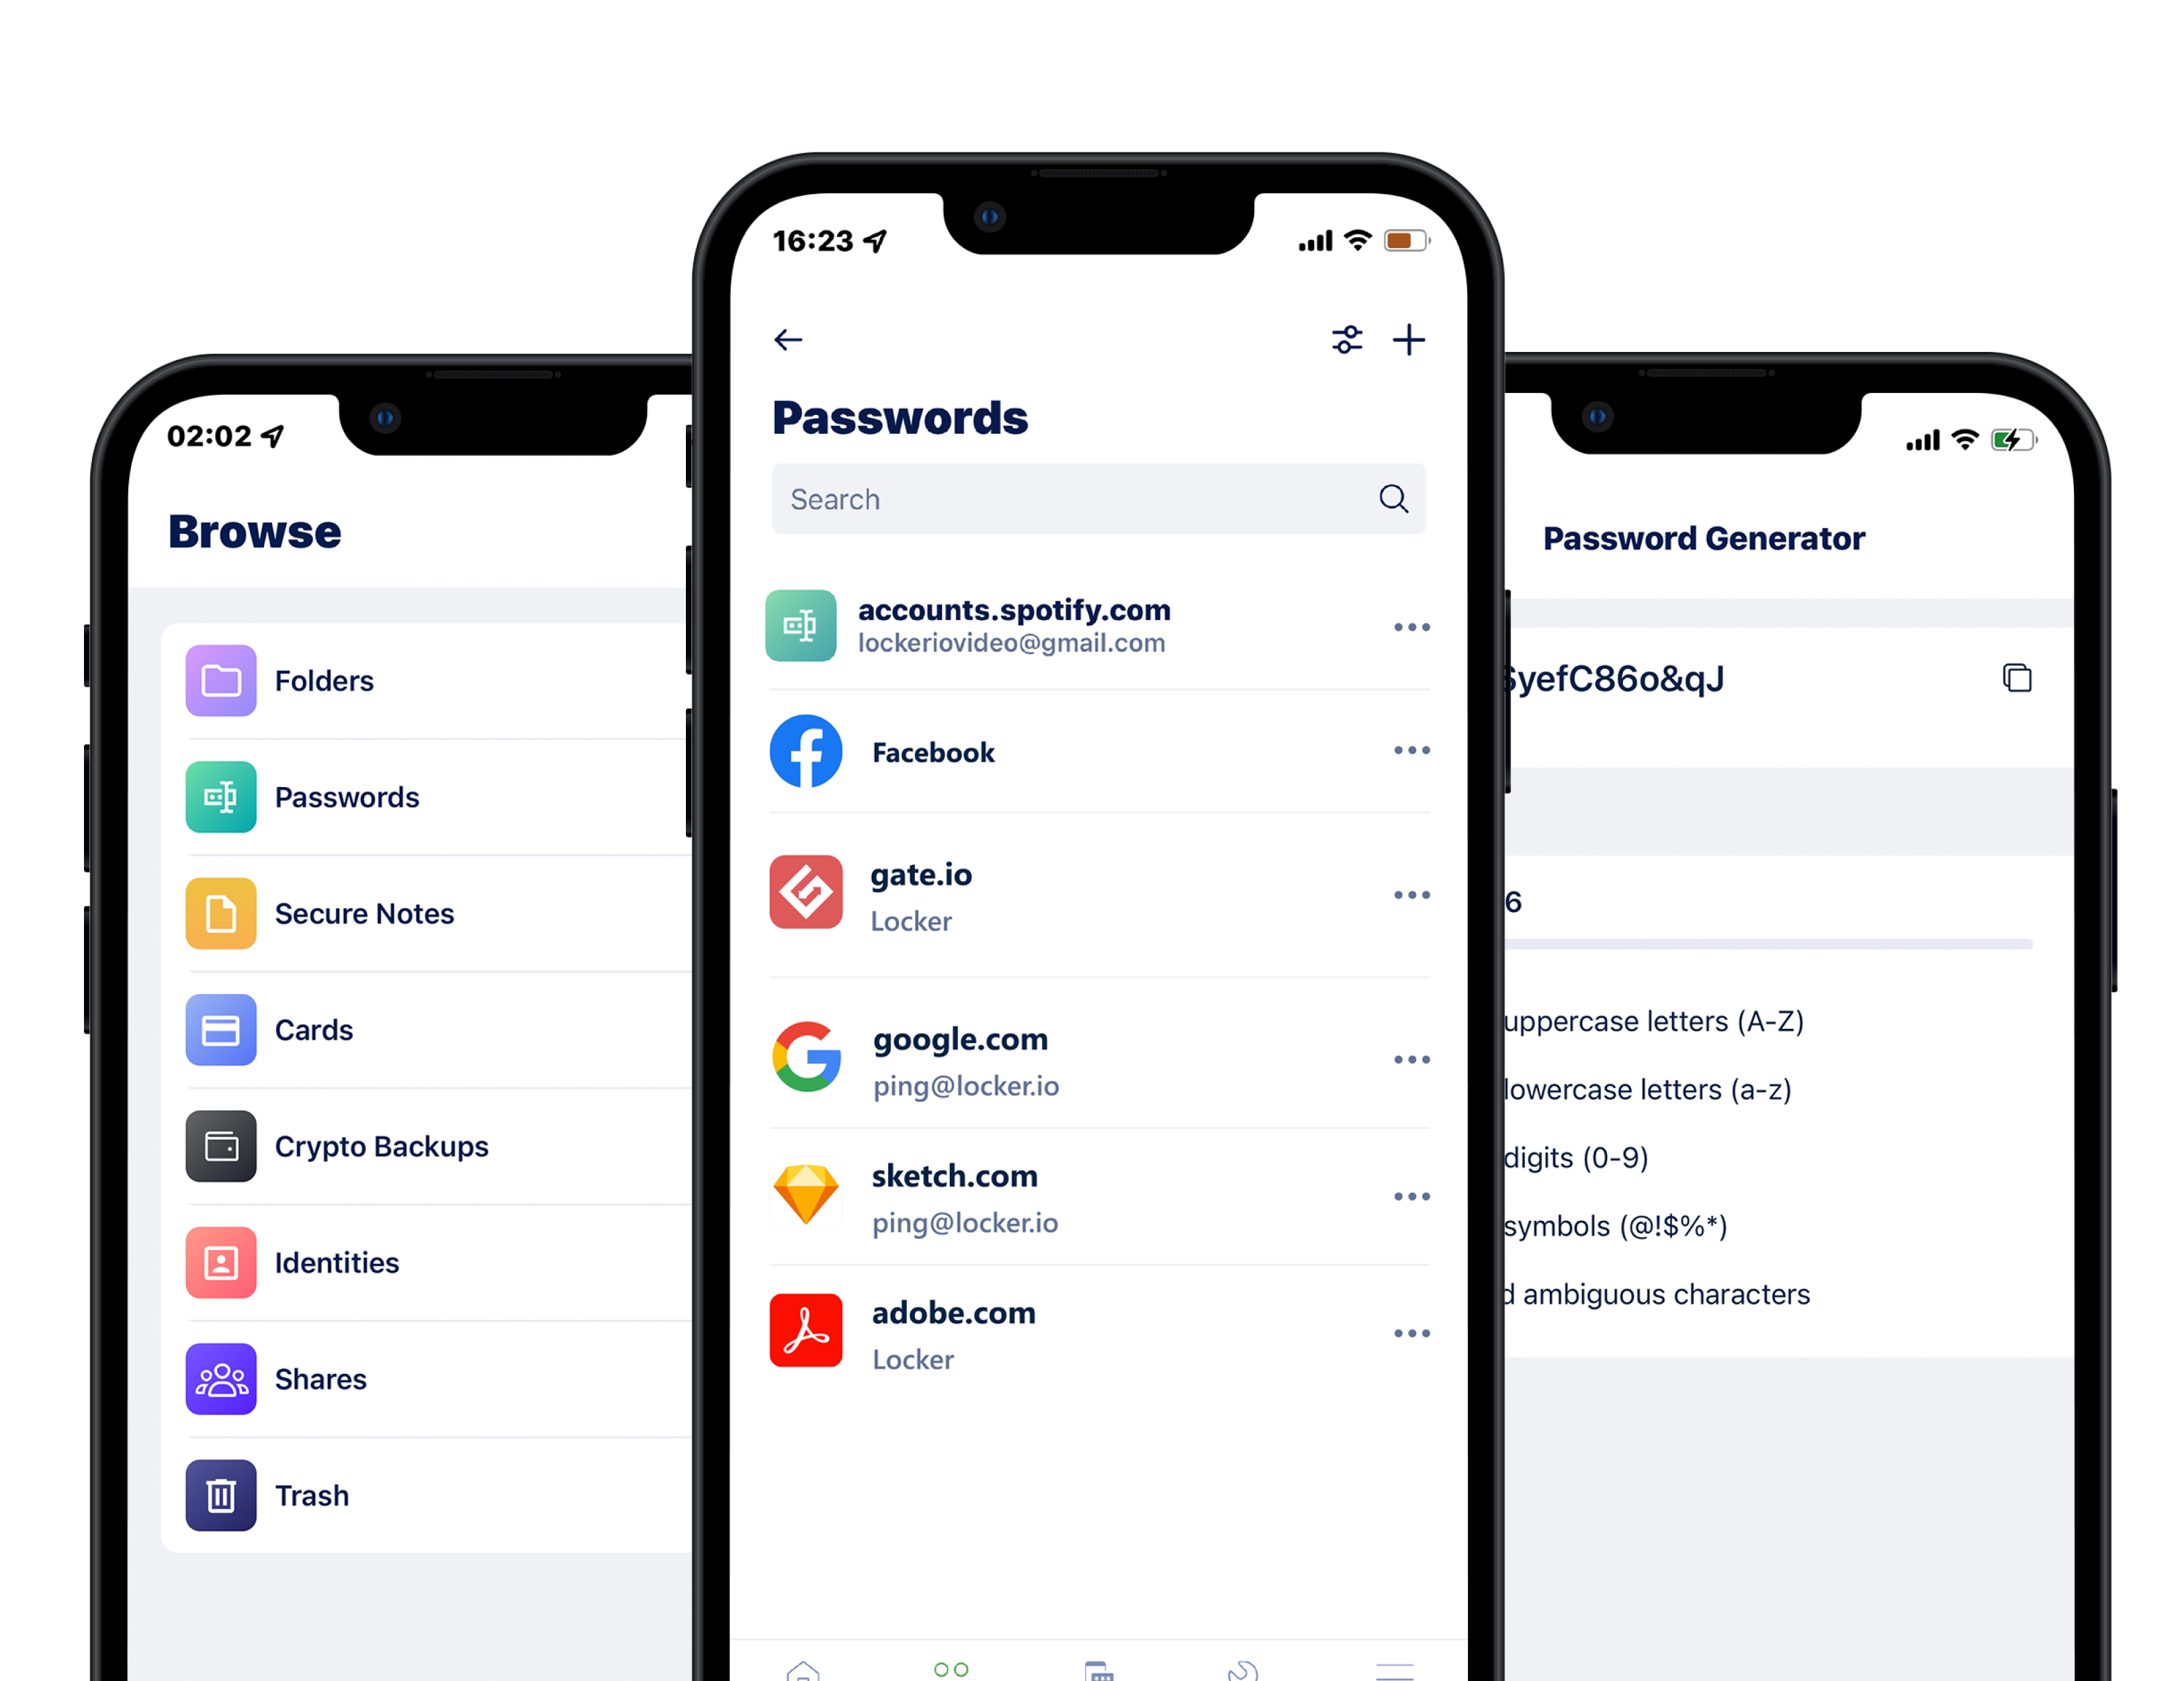 02:02
Browse
Folders
Passwords
Secure Notes
Cards
Crypto Backups
Identities
Shares
Trash
16:23
Passwords
Search
accounts.spotify.com
lockeriovideo@gmail.com
Facebook
gate.io
Locker
google.com
ping@locker.io
sketch.com
ping@locker.io
adobe.com
Locker
Password Generator
yefC86o&qJ
6
uppercase letters (A-Z)
lowercase letters (a-z)
digits (0-9)
symbols (@!$%*)
ambiguous characters